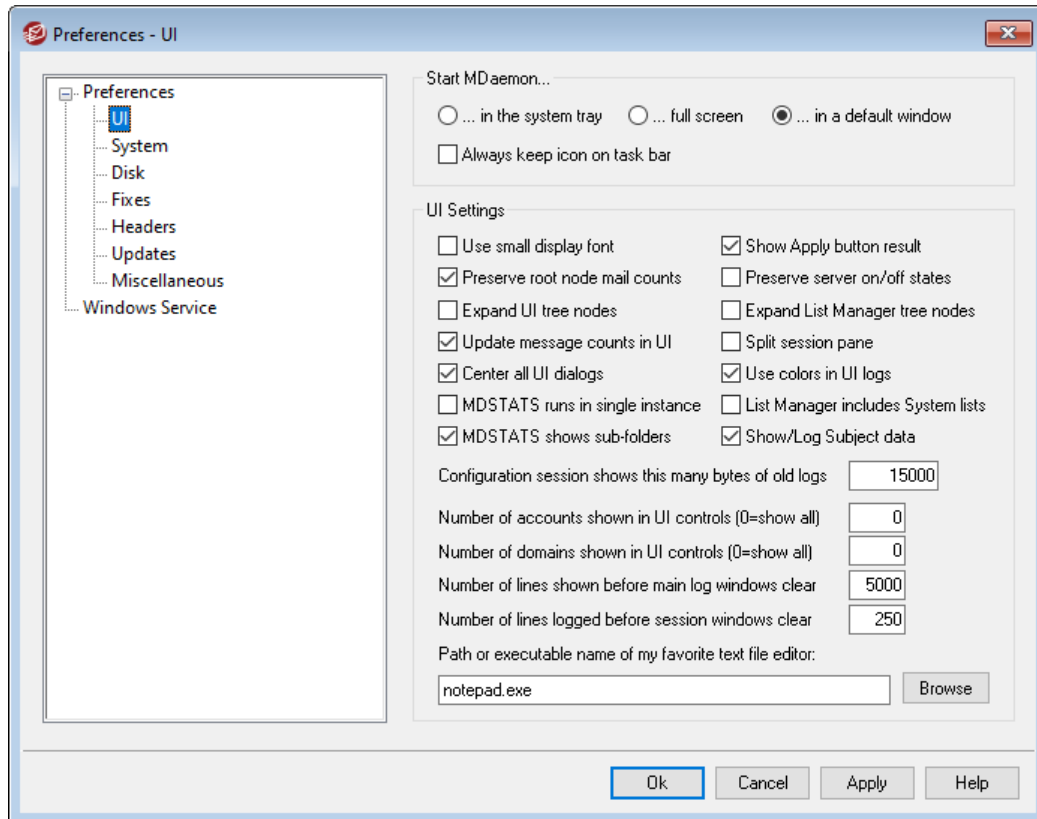 Preferences - UI
Preferences
UI
System
Disk
Fixes
Headers
Updates
Miscellaneous
Windows Service
Start MDaemon...
... in the system tray ... full screen ... in a default window
Always keep icon on task bar
UI Settings
Use small display font Show Apply button result
Preserve root node mail counts Preserve server on/off states
Expand UI tree nodes Expand List Manager tree nodes
Update message counts in UI Split session pane
Center all UI dialogs Use colors in UI logs
MDSTATS runs in single instance List Manager includes System lists
MDSTATS shows sub-folders Show/Log Subject data
Configuration session shows this many bytes of old logs 15000
Number of accounts shown in UI controls (0=show all) 0
Number of domains shown in UI controls (0=show all) 0
Number of lines shown before main log windows clear 5000
Number of lines logged before session windows clear 250
Path or executable name of my favorite text file editor:
notepad.exe Browse
Ok Cancel Apply Help